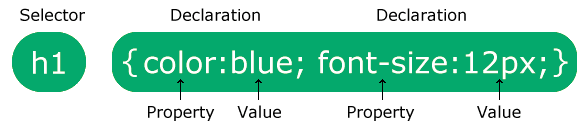 Selector Declaration Declaration
h1 {color:blue; font-size:12px;}
Property Value Property Value